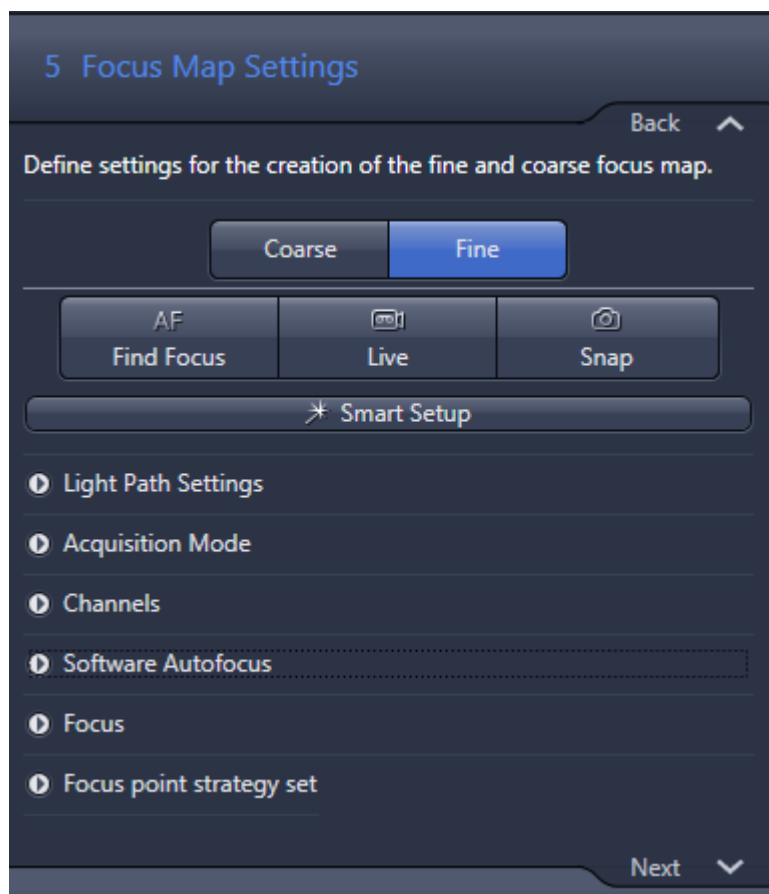 5 Focus Map Settings
Back
Define settings for the creation of the fine and coarse focus map.
Coarse Fine
AF
Find Focus Live Snap
Smart Setup
Light Path Settings
Acquisition Mode
Channels
Software Autofocus
Focus
Focus point strategy set
Next